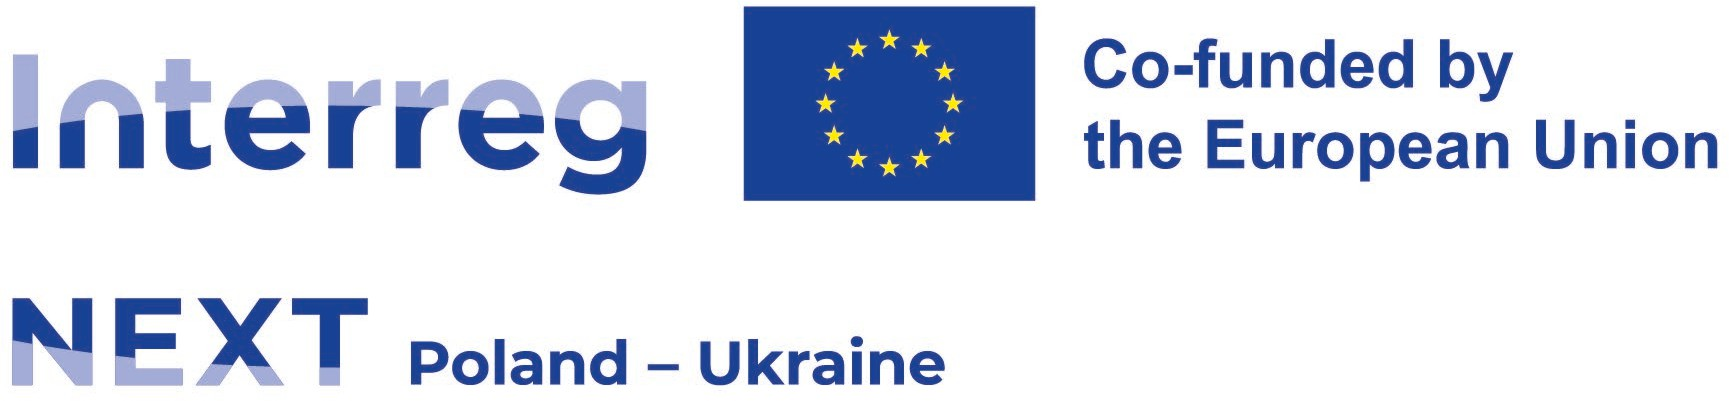 Interreg
Co-funded by
the European Union
NEXT Poland – Ukraine